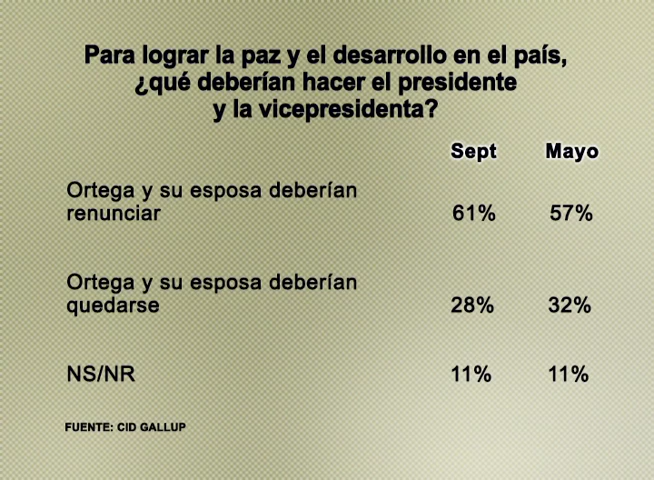 Para lograr la paz y el desarrollo en el país,
¿qué deberían hacer el presidente
y la vicepresidenta?
Sept Mayo
Ortega y su esposa deberían
renunciar 61% 57%
Ortega y su esposa deberían
quedarse 28% 32%
NS/NR 11% 11%
FUENTE: CID GALLUP